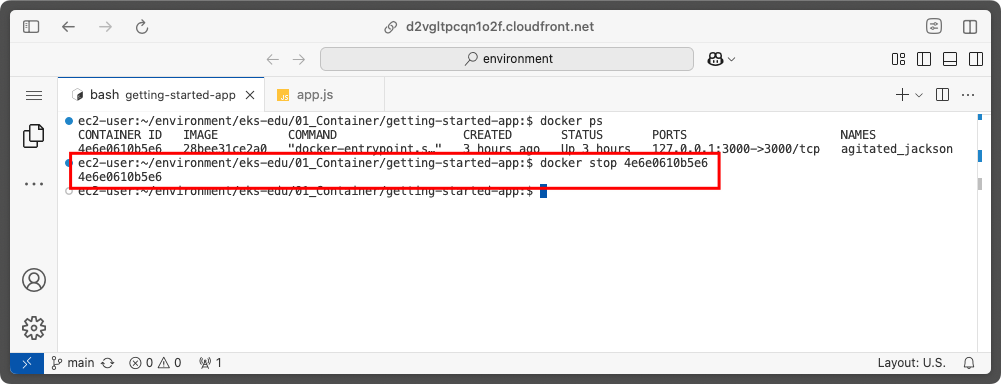 d2vgltpcqn1o2f.cloudfront.net
environment
bash getting-started-app
JS app.js
ec2-user:~/environment/eks-edu/01_Container/getting-started-app:$ docker ps
CONTAINER ID IMAGE COMMAND CREATED STATUS PORTS NAMES
4e6e0610b5e6 28bee31ce2a0 "docker-entrypoint.s…" 3 hours ago Up 3 hours 127.0.0.1:3000->3000/tcp agitated_jackson
ec2-user:~/environment/eks-edu/01_Container/getting-started-app:$ docker stop 4e6e0610b5e6
4e6e0610b5e6
ec2-user:~/environment/eks-edu/01_Container/getting-started-app:$
main 0 0 1 Layout: U.S.